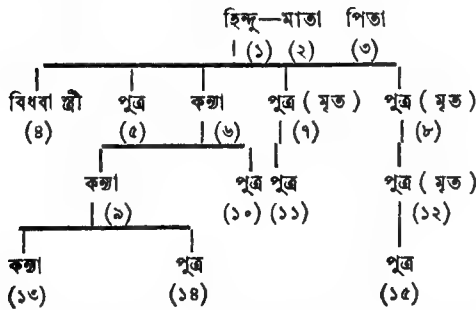 হিন্দু—মাতা পিতা
(১) (২) (৩)
বিধবা স্ত্রী পুত্র কন্যা পুত্র ( মৃত ) পুত্র ( মৃত )
(৪) (৫) (৬) (৭) (৮)
কন্যা পুত্র পুত্র পুত্র ( মৃত )
(৯) (১০) (১১) (১২)
কন্যা পুত্র পুত্র
(১৩) (১৪) (১৫)